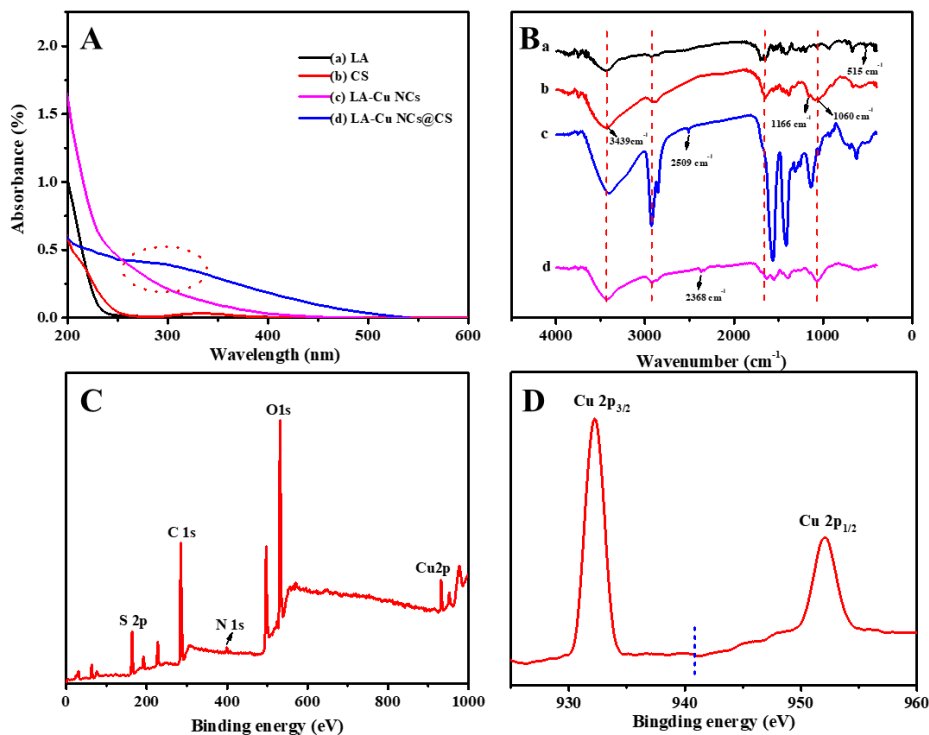 A
2.0
1.5
1.0
0.5
0.0
Absorbance (%)
200 300 400 500 600
Wavelength (nm)
(a) LA
(b) CS
(c) LA-Cu NCs
(d) LA-Cu NCs@CS
B
a
b
c
d
515 cm⁻¹
1166 cm⁻¹
1060 cm⁻¹
3439cm⁻¹
2509 cm⁻¹
2368 cm⁻¹
4000 3000 2000 1000 0
Wavenumber (cm⁻¹)
C
O1s
C 1s
Cu2p
S 2p
N 1s
0 200 400 600 800 1000
Binding energy (eV)
D
Cu 2p3/2
Cu 2p1/2
930 940 950 960
Bingding energy (eV)